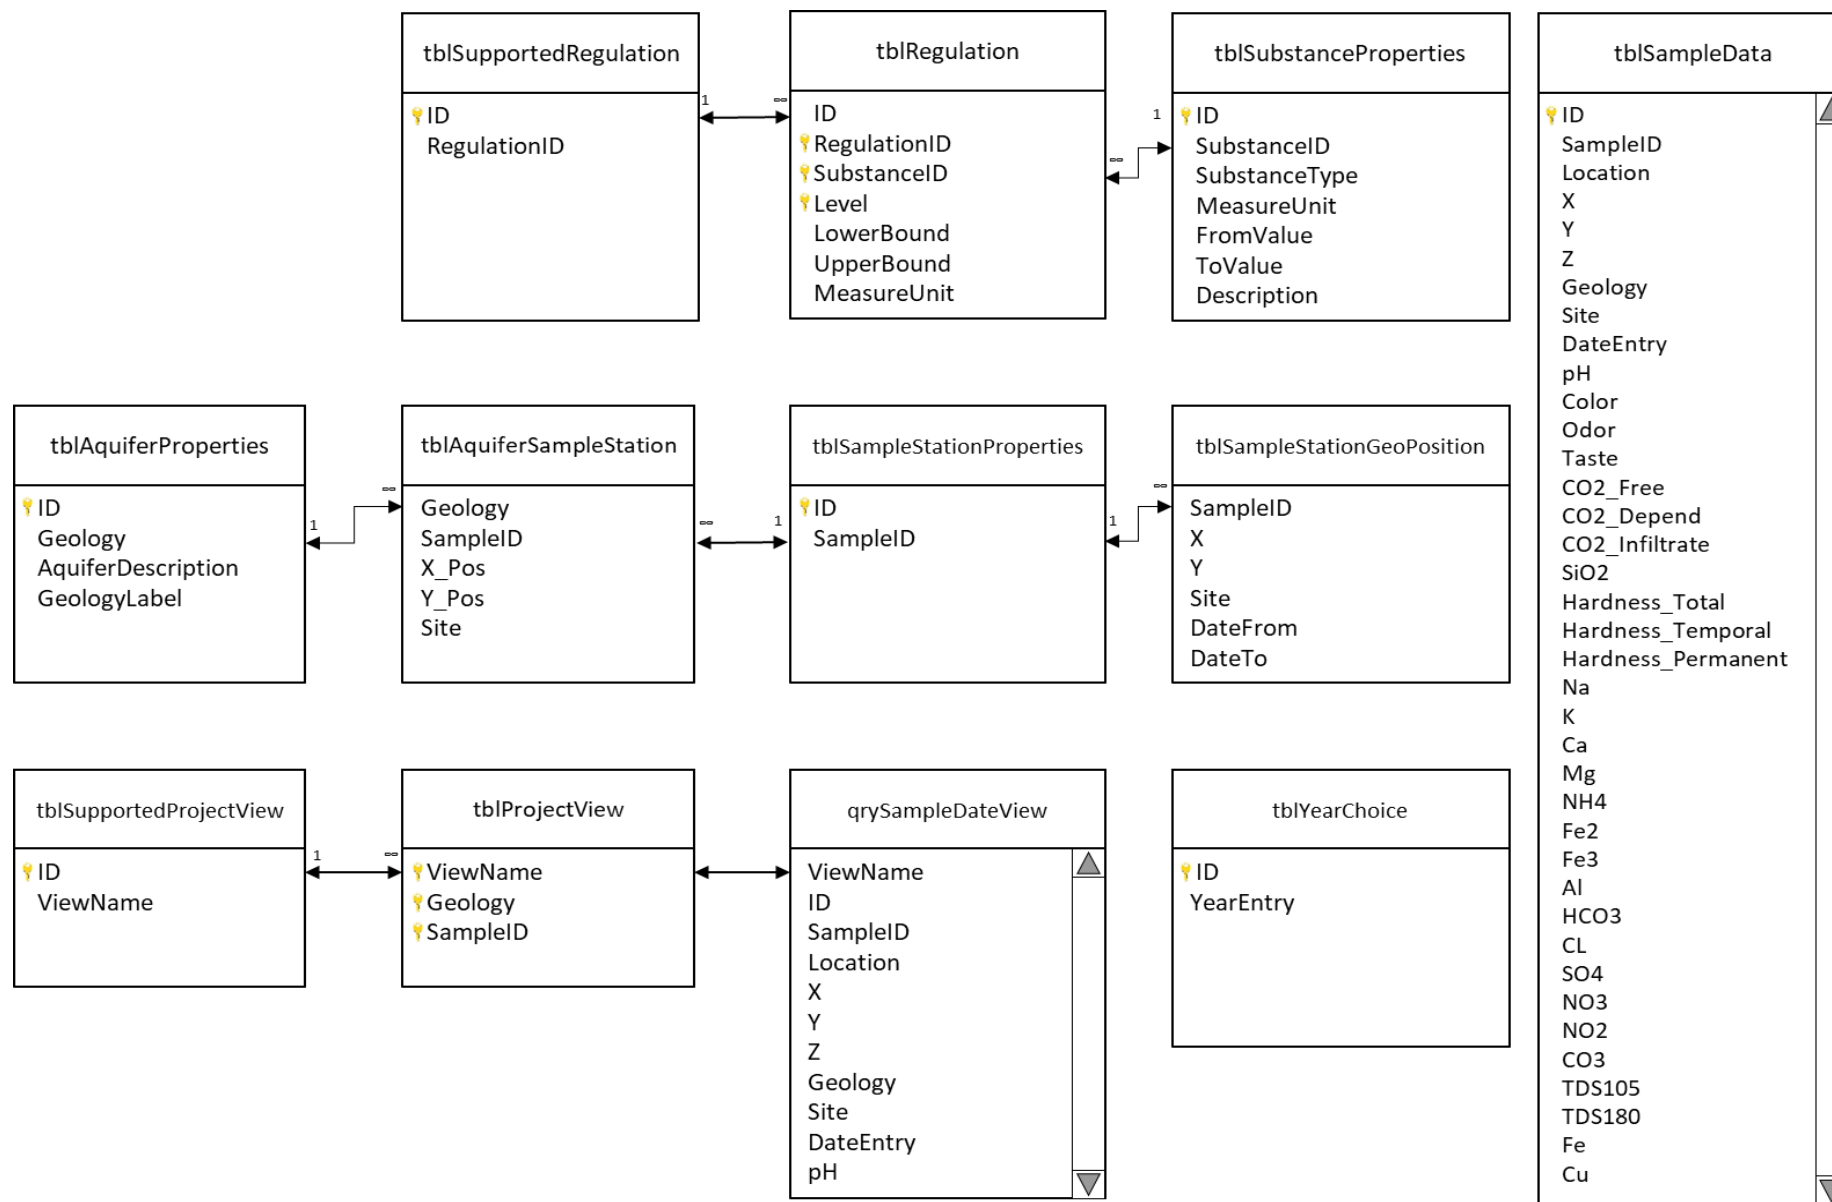 tblSupportedRegulation
ID
RegulationID
1
∞
tblRegulation
ID
RegulationID
SubstanceID
Level
LowerBound
UpperBound
MeasureUnit
∞
1
tblSubstanceProperties
ID
SubstanceID
SubstanceType
MeasureUnit
FromValue
ToValue
Description
tblSampleData
ID
SampleID
Location
X
Y
Z
Geology
Site
DateEntry
pH
Color
Odor
Taste
CO2_Free
CO2_Depend
CO2_Infiltrate
SiO2
Hardness_Total
Hardness_Temporal
Hardness_Permanent
Na
K
Ca
Mg
NH4
Fe2
Fe3
Al
HCO3
CL
SO4
NO3
NO2
CO3
TDS105
TDS180
Fe
Cu
tblAquiferProperties
ID
Geology
AquiferDescription
GeologyLabel
1
∞
tblAquiferSampleStation
Geology
SampleID
X_Pos
Y_Pos
Site
∞
1
tblSampleStationProperties
ID
SampleID
1
∞
tblSampleStationGeoPosition
SampleID
X
Y
Site
DateFrom
DateTo
tblSupportedProjectView
ID
ViewName
1
∞
tblProjectView
ViewName
Geology
SampleID
qrySampleDateView
ViewName
ID
SampleID
Location
X
Y
Z
Geology
Site
DateEntry
pH
tblYearChoice
ID
YearEntry